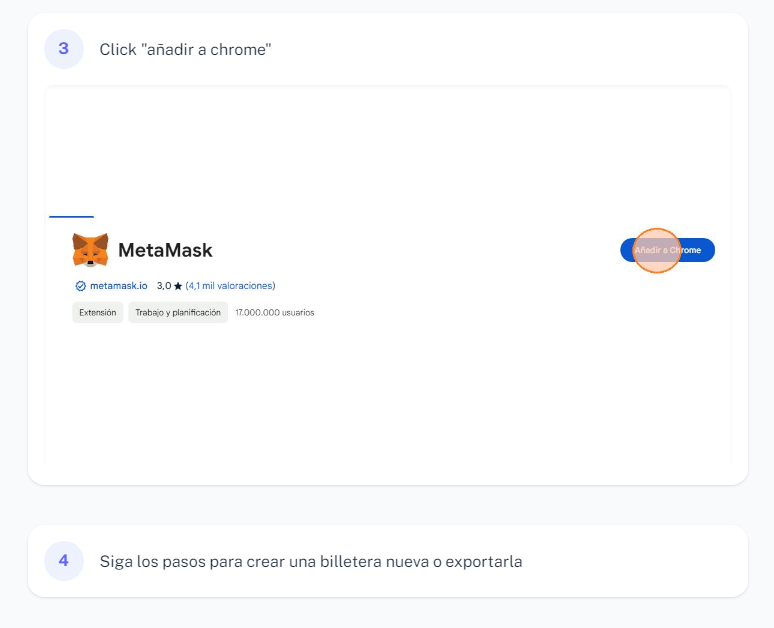 3
Click "añadir a chrome"
MetaMask
Añadir a Chrome
metamask.io 3,0 ★ (4,1 mil valoraciones)
Extensión Trabajo y planificación 17.000.000 usuarios
4
Siga los pasos para crear una billetera nueva o exportarla